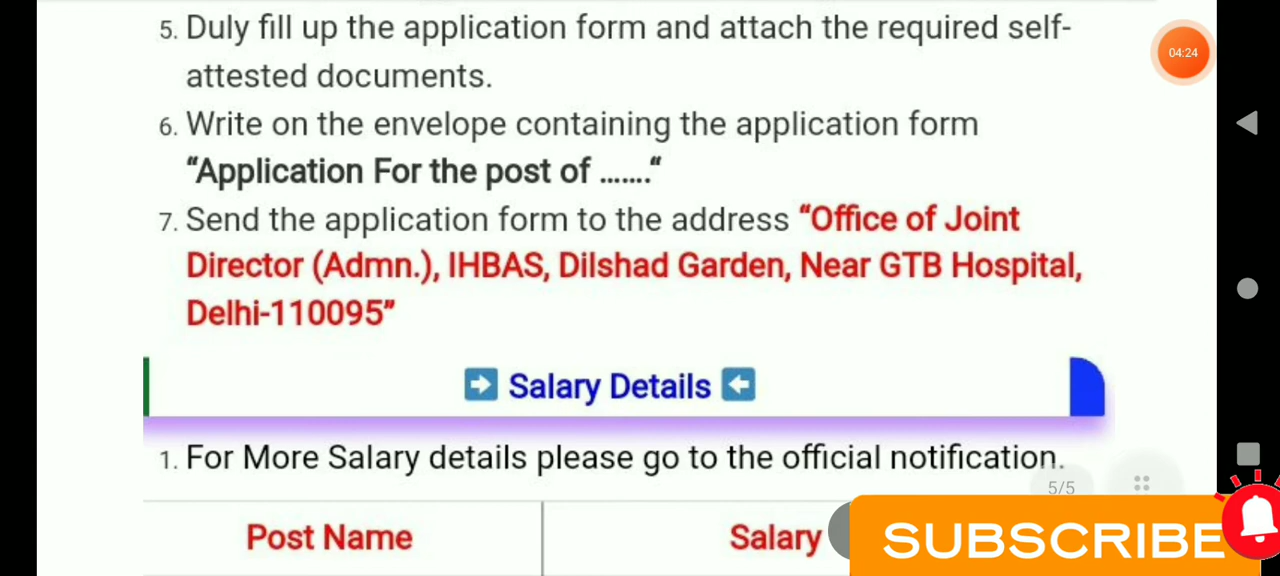 5. Duly fill up the application form and attach the required self-
attested documents.
04:24
6. Write on the envelope containing the application form
“Application For the post of .......“
7. Send the application form to the address “Office of Joint
Director (Admn.), IHBAS, Dilshad Garden, Near GTB Hospital,
Delhi-110095”
➡ Salary Details ⬅
1. For More Salary details please go to the official notification.
5/5
Post Name Salary
SUBSCRIBE